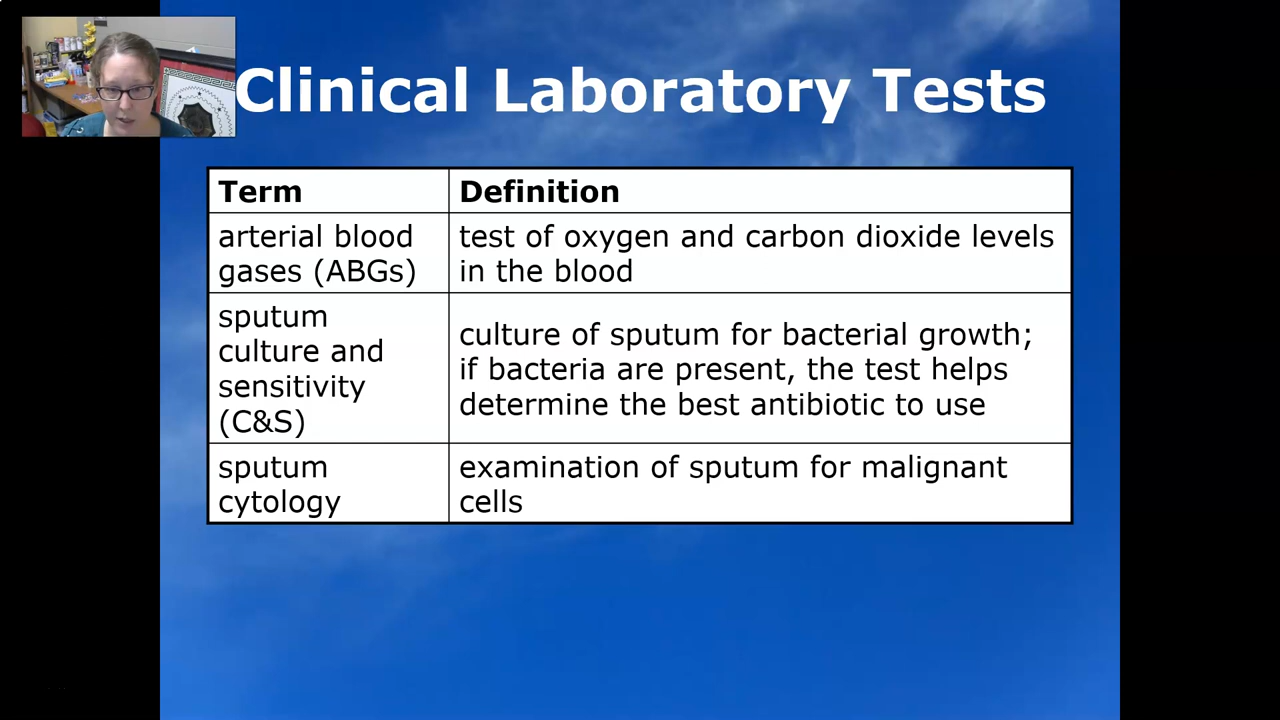 Clinical Laboratory Tests
Term
Definition
arterial blood
gases (ABGs)
test of oxygen and carbon dioxide levels
in the blood
sputum
culture and
sensitivity
(C&S)
culture of sputum for bacterial growth;
if bacteria are present, the test helps
determine the best antibiotic to use
sputum
cytology
examination of sputum for malignant
cells